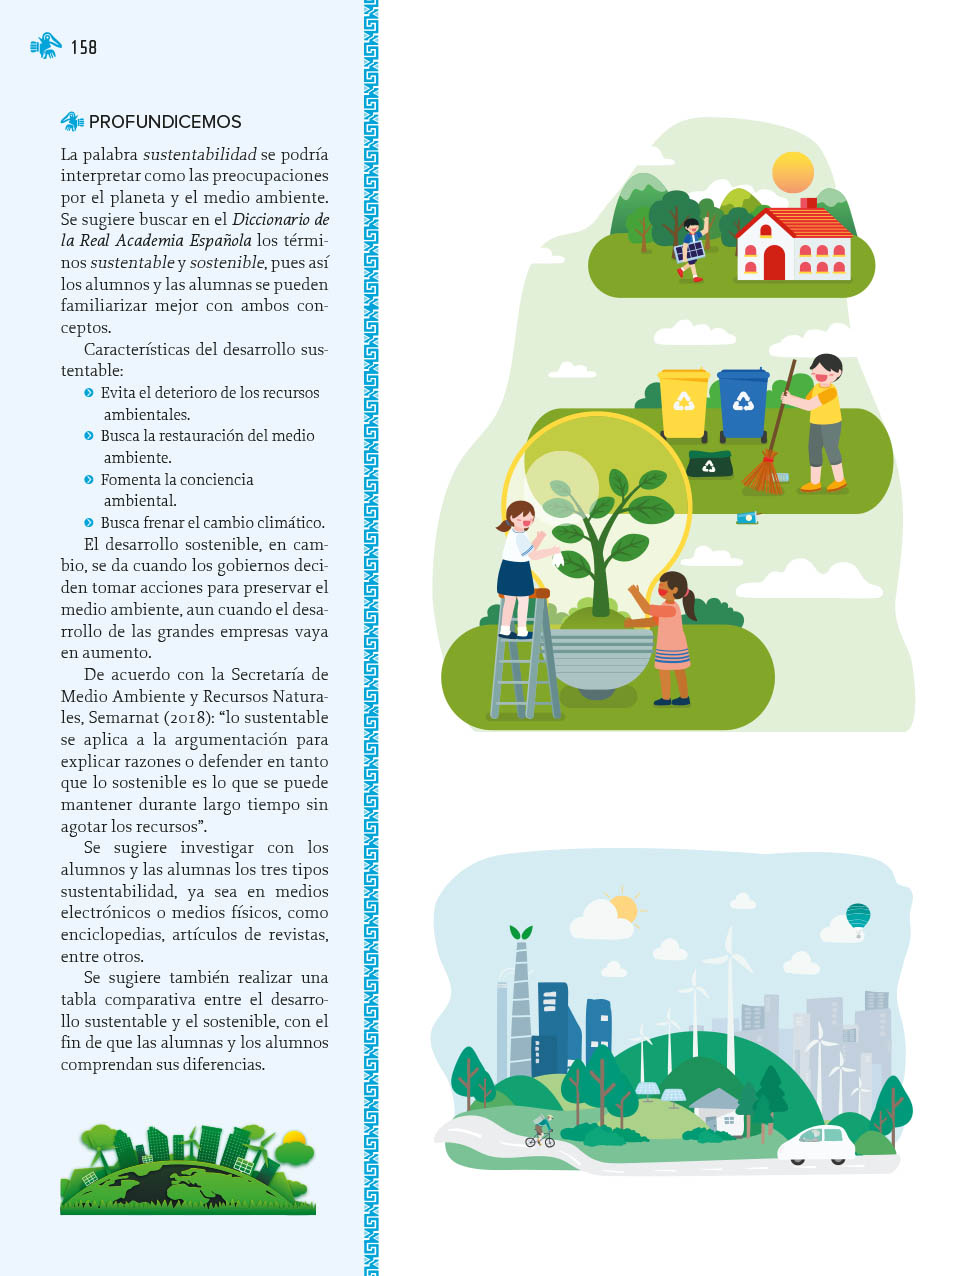 158
PROFUNDICEMOS
La palabra sustentabilidad se podría
interpretar como las preocupaciones
por el planeta y el medio ambiente.
Se sugiere buscar en el Diccionario de
la Real Academia Española los térmi-
nos sustentable y sostenible, pues así
los alumnos y las alumnas se pueden
familiarizar mejor con ambos con-
ceptos.
Características del desarrollo sus-
tentable:
Evita el deterioro de los recursos
ambientales.
Busca la restauración del medio
ambiente.
Fomenta la conciencia
ambiental.
Busca frenar el cambio climático.
El desarrollo sostenible, en cam-
bio, se da cuando los gobiernos deci-
den tomar acciones para preservar el
medio ambiente, aun cuando el desa-
rrollo de las grandes empresas vaya
en aumento.
De acuerdo con la Secretaría de
Medio Ambiente y Recursos Natura-
les, Semarnat (2018): “lo sustentable
se aplica a la argumentación para
explicar razones o defender en tanto
que lo sostenible es lo que se puede
mantener durante largo tiempo sin
agotar los recursos”.
Se sugiere investigar con los
alumnos y las alumnas los tres tipos
sustentabilidad, ya sea en medios
electrónicos o medios físicos, como
enciclopedias, artículos de revistas,
entre otros.
Se sugiere también realizar una
tabla comparativa entre el desarro-
llo sustentable y el sostenible, con el
fin de que las alumnas y los alumnos
comprendan sus diferencias.